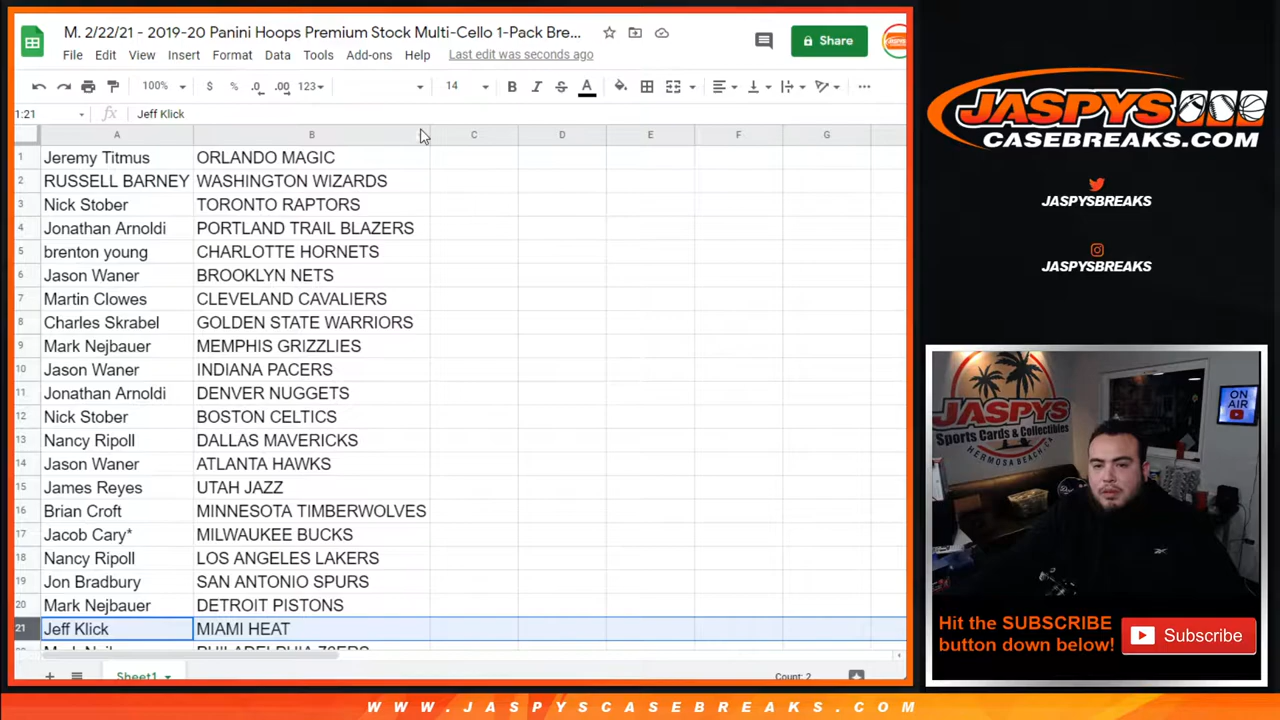 M. 2/22/21 - 2019-20 Panini Hoops Premium Stock Multi-Cello 1-Pack Bre...
Share
File Edit View Insert Format Data Tools Add-ons Help Last edit was seconds ago
100% $ % .0 .00 123 14 B I S A
1:21 fx Jeff Klick
A B C D E F G
1 Jeremy Titmus ORLANDO MAGIC
2 RUSSELL BARNEY WASHINGTON WIZARDS
3 Nick Stober TORONTO RAPTORS
4 Jonathan Arnoldi PORTLAND TRAIL BLAZERS
5 brenton young CHARLOTTE HORNETS
6 Jason Waner BROOKLYN NETS
7 Martin Clowes CLEVELAND CAVALIERS
8 Charles Skrabel GOLDEN STATE WARRIORS
9 Mark Nejbauer MEMPHIS GRIZZLIES
10 Jason Waner INDIANA PACERS
11 Jonathan Arnoldi DENVER NUGGETS
12 Nick Stober BOSTON CELTICS
13 Nancy Ripoll DALLAS MAVERICKS
14 Jason Waner ATLANTA HAWKS
15 James Reyes UTAH JAZZ
16 Brian Croft MINNESOTA TIMBERWOLVES
17 Jacob Cary* MILWAUKEE BUCKS
18 Nancy Ripoll LOS ANGELES LAKERS
19 Jon Bradbury SAN ANTONIO SPURS
20 Mark Nejbauer DETROIT PISTONS
21 Jeff Klick MIAMI HEAT
PHILADELPHIA 76ERS
Sheet1
Count: 2
JASPYS
CASEBREAKS.COM
JASPYSBREAKS
JASPYSBREAKS
JASPYS
Sports Cards & Collectibles
HERMOSA BEACH, CA
ON
AIR
Hit the SUBSCRIBE
button down below!
Subscribe
WWW.JASPYSCASEBREAKS.COM